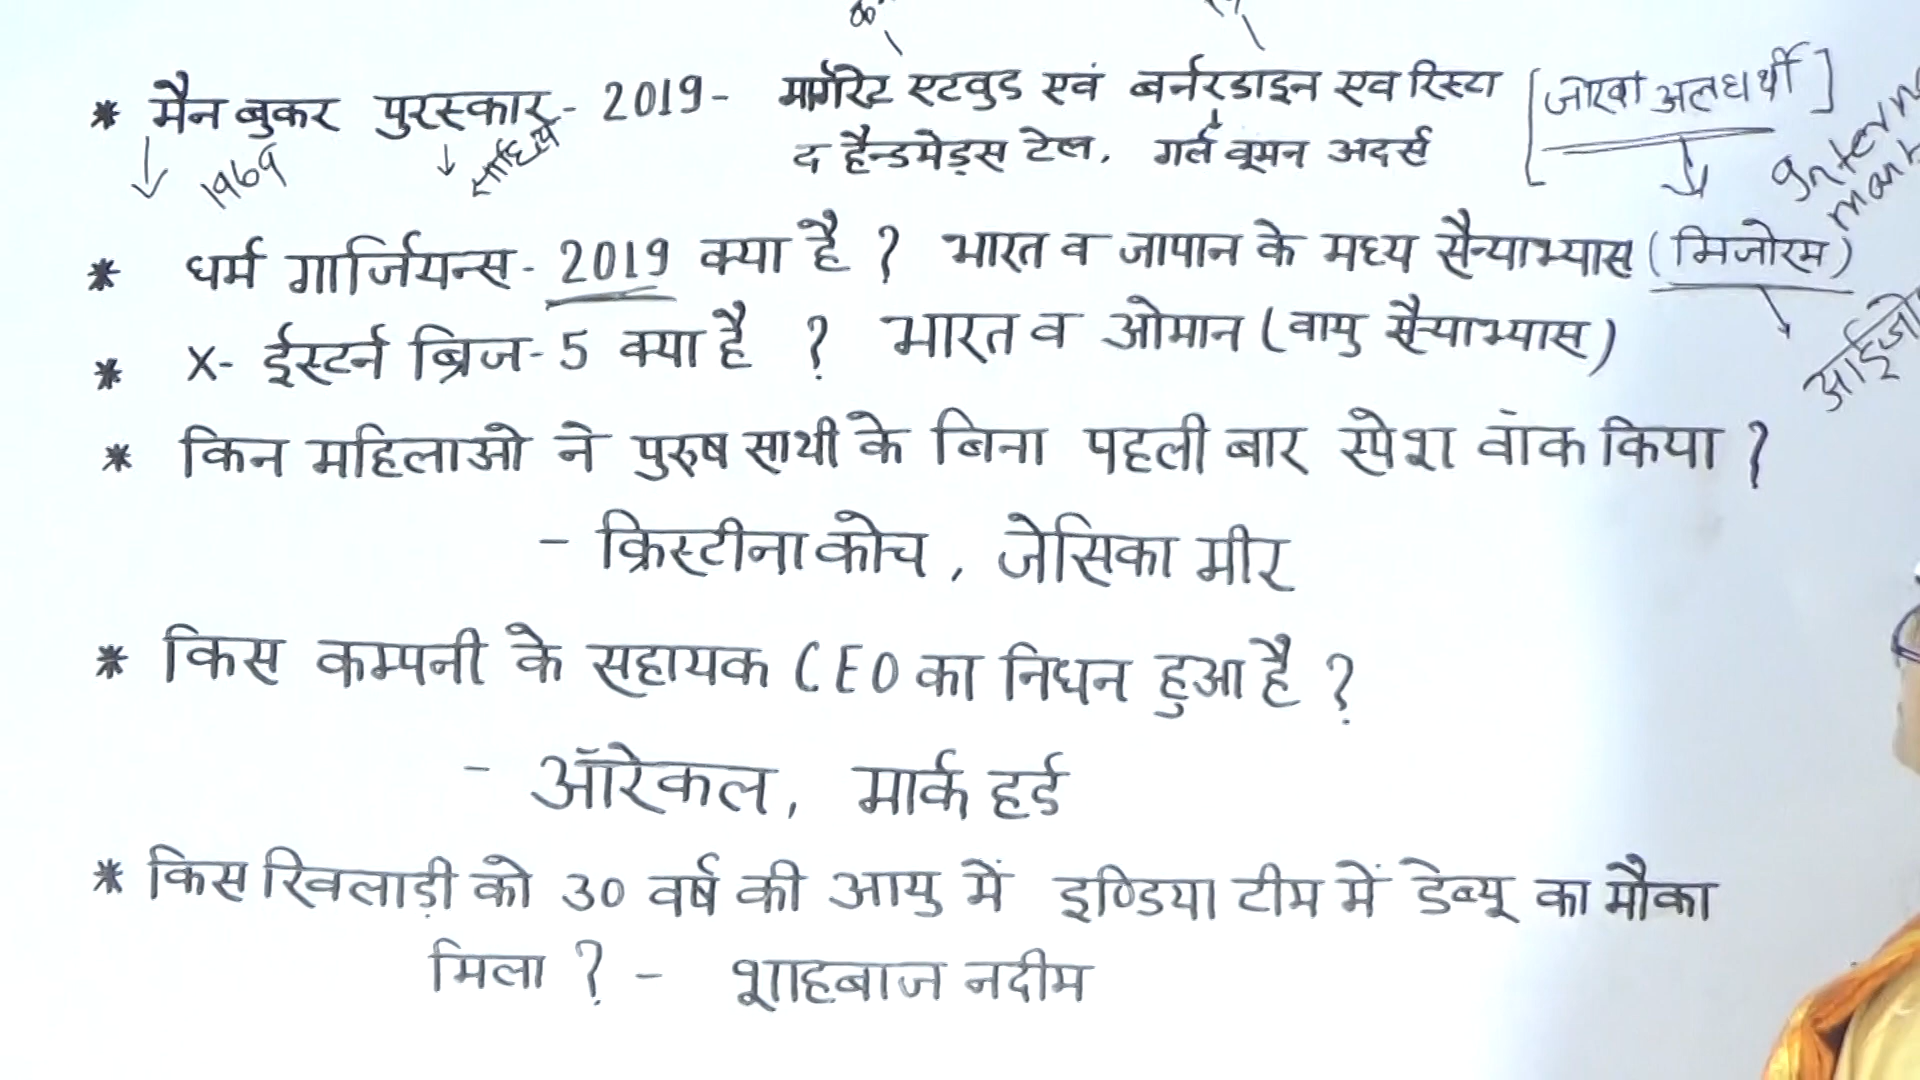 * मैन बुकर पुरस्कार - 2019 - मार्गरेट एटवुड एवं बर्नरडाइन एव रिस्टा [जोखा अलहार्थी]
1969 साहित्य द हैन्डमेड्स टेल, गर्ल वूमन अदर्स
* धर्म गार्जियन्स - 2019 क्या है ? भारत व जापान के मध्य सैन्याभ्यास (मिजोरम)
* X- ईस्टर्न ब्रिज - 5 क्या है ? भारत व ओमान (वायु सैन्याभ्यास)
* किन महिलाओ ने पुरुष साथी के बिना पहली बार स्पेश वॉक किया ?
- क्रिस्टीना कोच, जेसिका मीर
* किस कम्पनी के सहायक CEO का निधन हुआ है ?
- ऑरेकल, मार्क हर्ड
* किस खिलाड़ी को 30 वर्ष की आयु में इण्डिया टीम में डेब्यू का मौका
मिला ? - शाहबाज नदीम